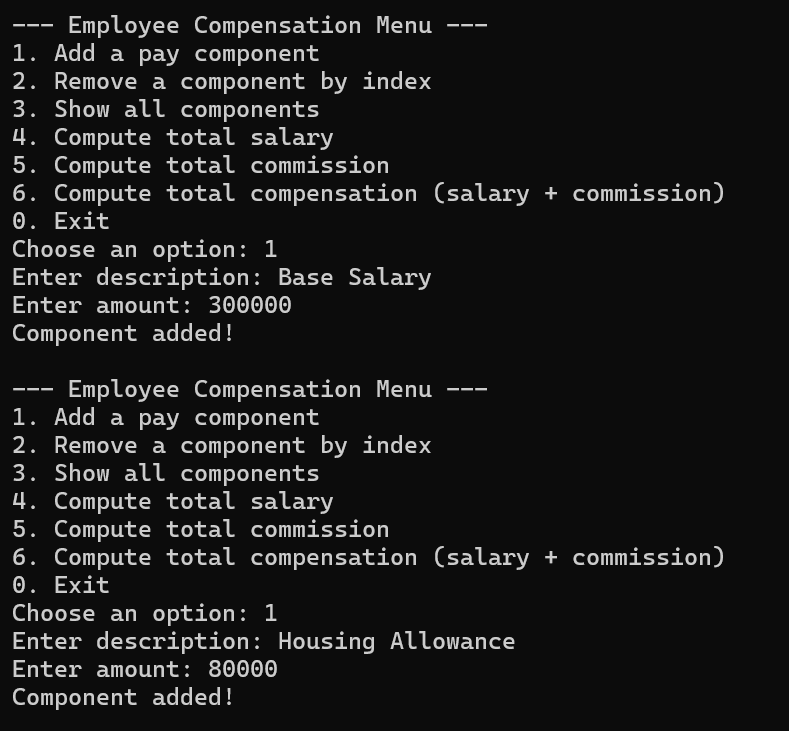 --- Employee Compensation Menu ---
1. Add a pay component
2. Remove a component by index
3. Show all components
4. Compute total salary
5. Compute total commission
6. Compute total compensation (salary + commission)
0. Exit
Choose an option: 1
Enter description: Base Salary
Enter amount: 300000
Component added!

--- Employee Compensation Menu ---
1. Add a pay component
2. Remove a component by index
3. Show all components
4. Compute total salary
5. Compute total commission
6. Compute total compensation (salary + commission)
0. Exit
Choose an option: 1
Enter description: Housing Allowance
Enter amount: 80000
Component added!